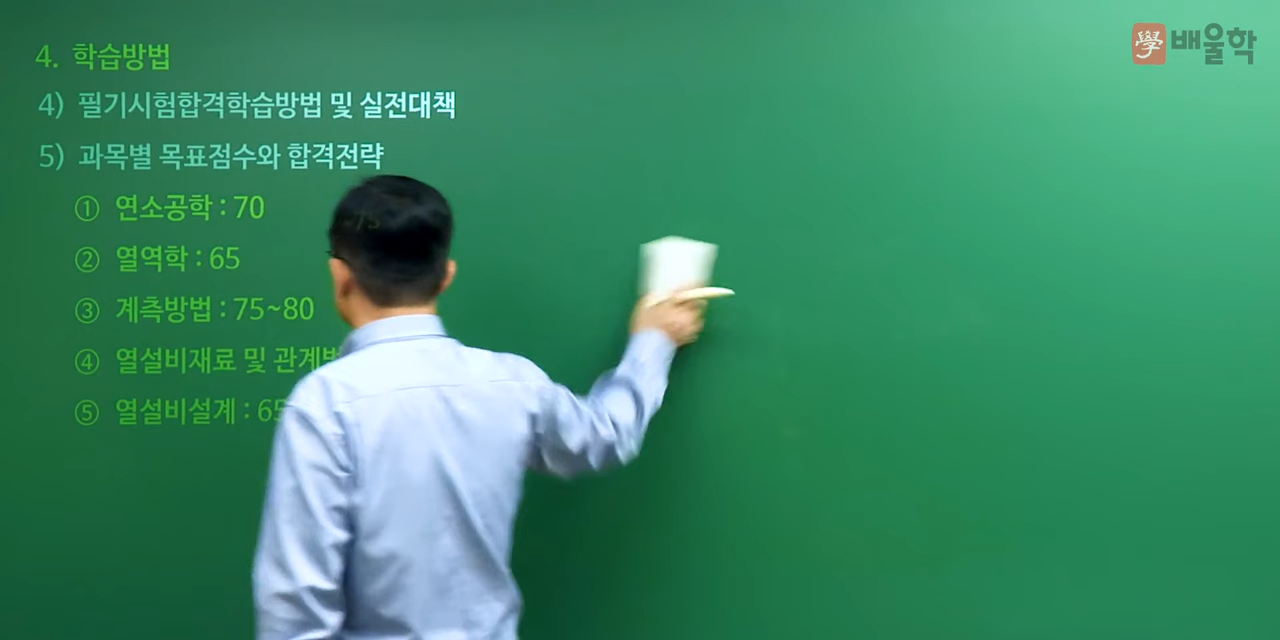 學 배울학
4. 학습방법
4) 필기시험합격학습방법 및 실전대책
5) 과목별 목표점수와 합격전략
① 연소공학 : 70
② 열역학 : 65
③ 계측방법 : 75~80
④ 열설비재료 및
⑤ 열설비설계 : 65